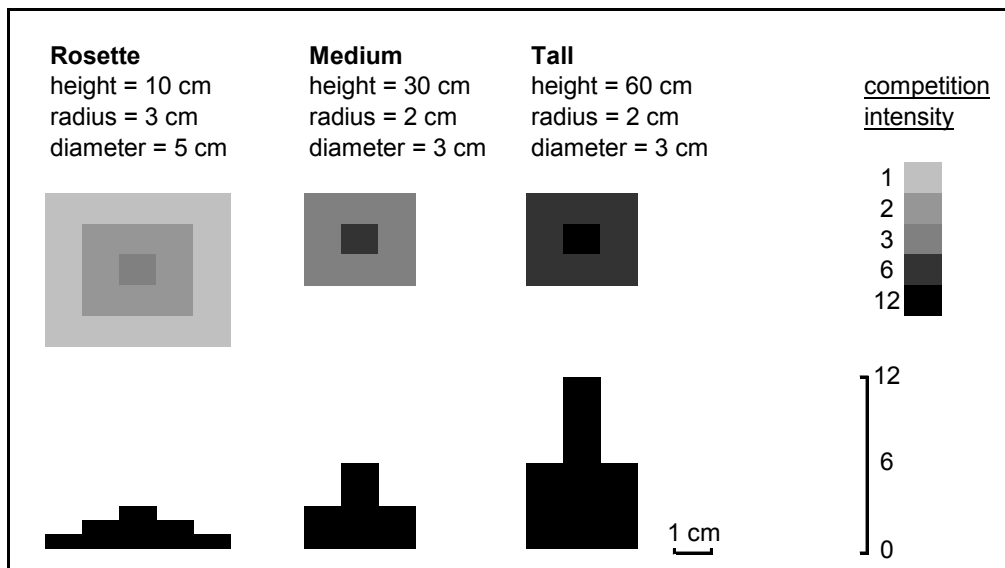 Rosette
height = 10 cm
radius = 3 cm
diameter = 5 cm
Medium
height = 30 cm
radius = 2 cm
diameter = 3 cm
Tall
height = 60 cm
radius = 2 cm
diameter = 3 cm
competition
intensity
1
2
3
6
12
1 cm
12
6
0